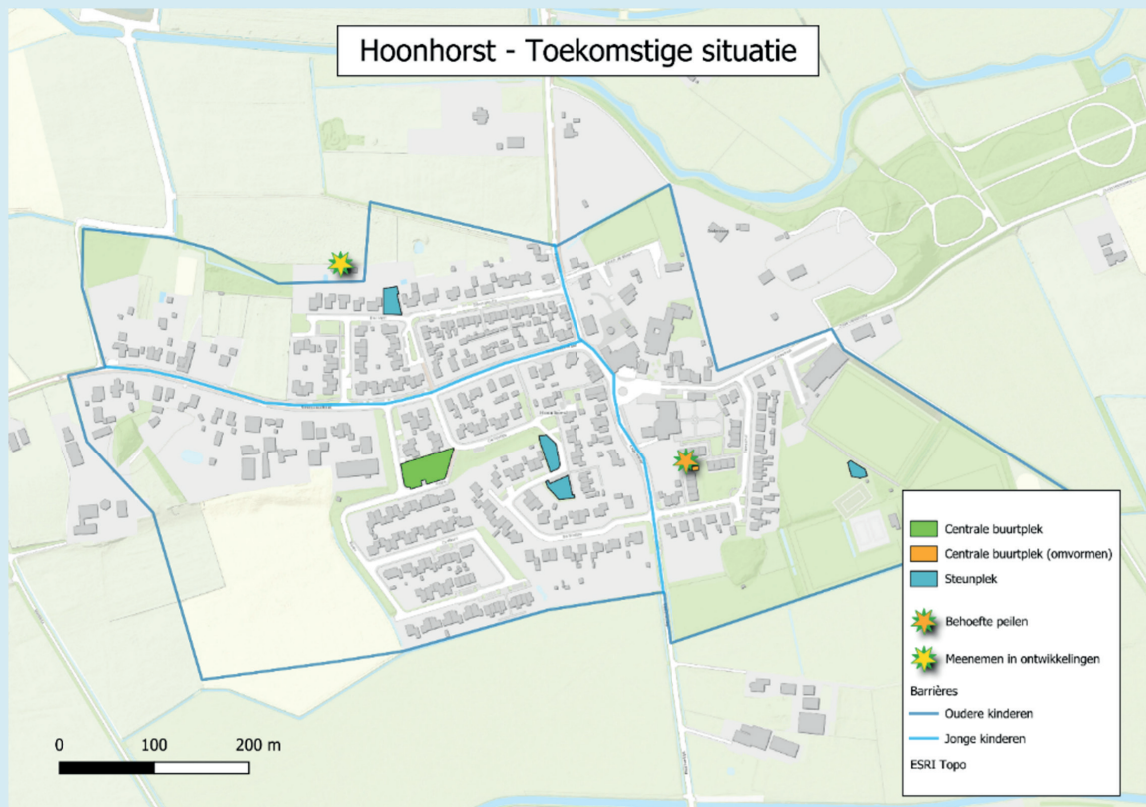 Hoonhorst - Toekomstige situatie
Centrale buurtplek
Centrale buurtplek (omvormen)
Steunplek
Behoefte peilen
Meenemen in ontwikkelingen
Barrières
Oudere kinderen
Jonge kinderen
ESRI Topo
0 100 200 m